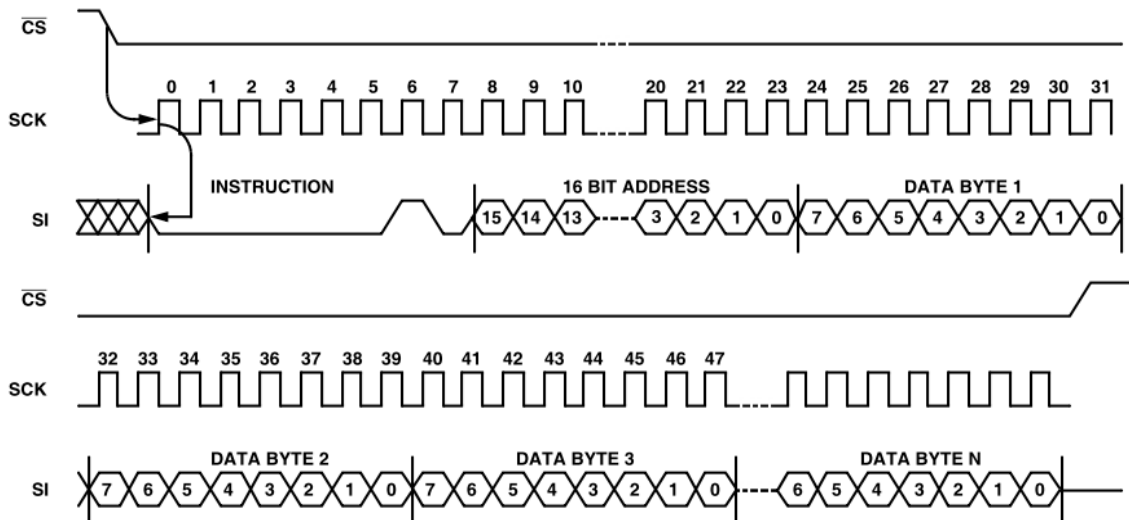 CS
0 1 2 3 4 5 6 7 8 9 10 20 21 22 23 24 25 26 27 28 29 30 31
SCK
INSTRUCTION 16 BIT ADDRESS DATA BYTE 1
SI 15 14 13 3 2 1 0 7 6 5 4 3 2 1 0
CS
32 33 34 35 36 37 38 39 40 41 42 43 44 45 46 47
SCK
DATA BYTE 2 DATA BYTE 3 DATA BYTE N
SI 7 6 5 4 3 2 1 0 7 6 5 4 3 2 1 0 6 5 4 3 2 1 0